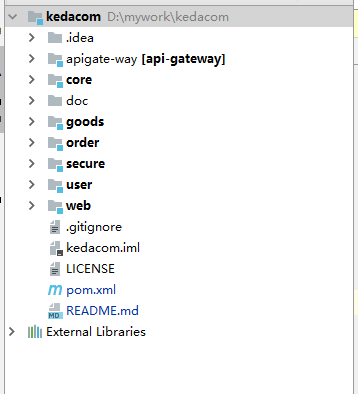 kedacom D:\mywork\kedacom
.idea
apigate-way [api-gateway]
core
doc
goods
order
secure
user
web
.gitignore
kedacom.iml
LICENSE
pom.xml
README.md
External Libraries